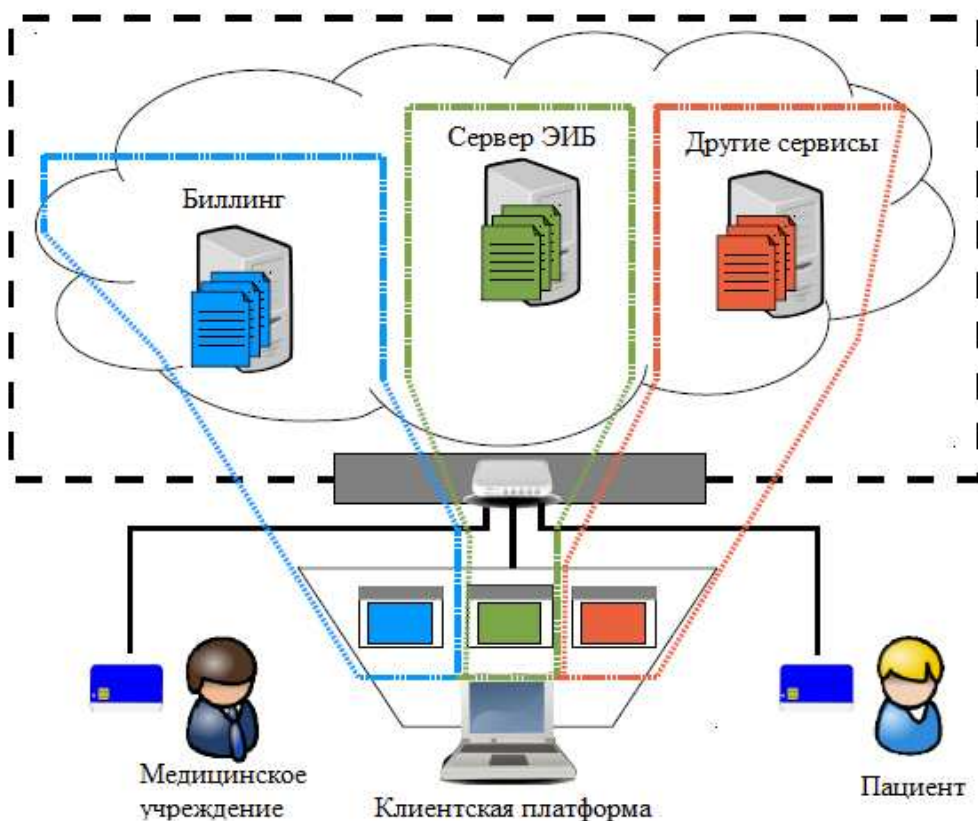 Сервер ЭИБ
Другие сервисы
Биллинг
Медицинское
учреждение
Клиентская платформа
Пациент